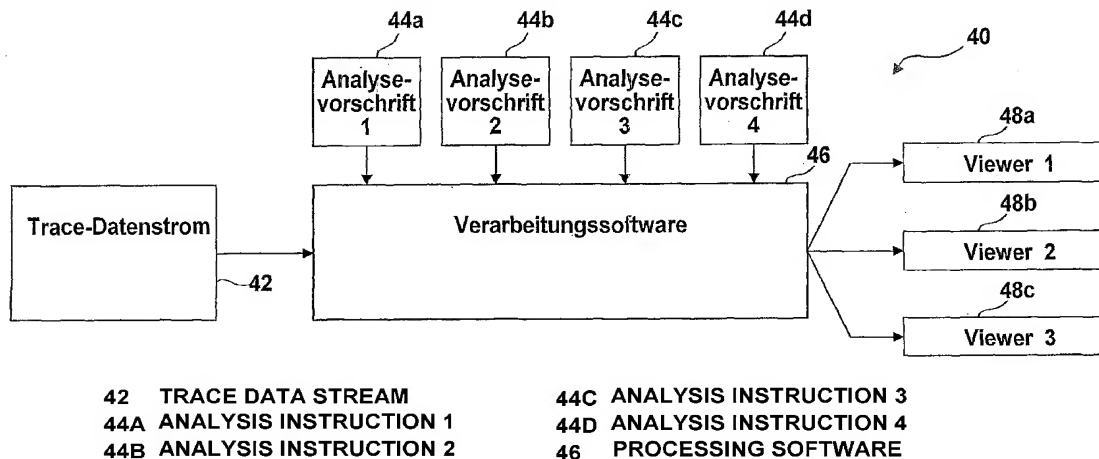 44a
44b
44c
44d
40
Analyse-
vorschrift
1
Analyse-
vorschrift
2
Analyse-
vorschrift
3
Analyse-
vorschrift
4
46
48a
Viewer 1
Trace-Datenstrom
Verarbeitungssoftware
48b
Viewer 2
42
48c
Viewer 3
42 TRACE DATA STREAM
44A ANALYSIS INSTRUCTION 1
44B ANALYSIS INSTRUCTION 2
44C ANALYSIS INSTRUCTION 3
44D ANALYSIS INSTRUCTION 4
46 PROCESSING SOFTWARE